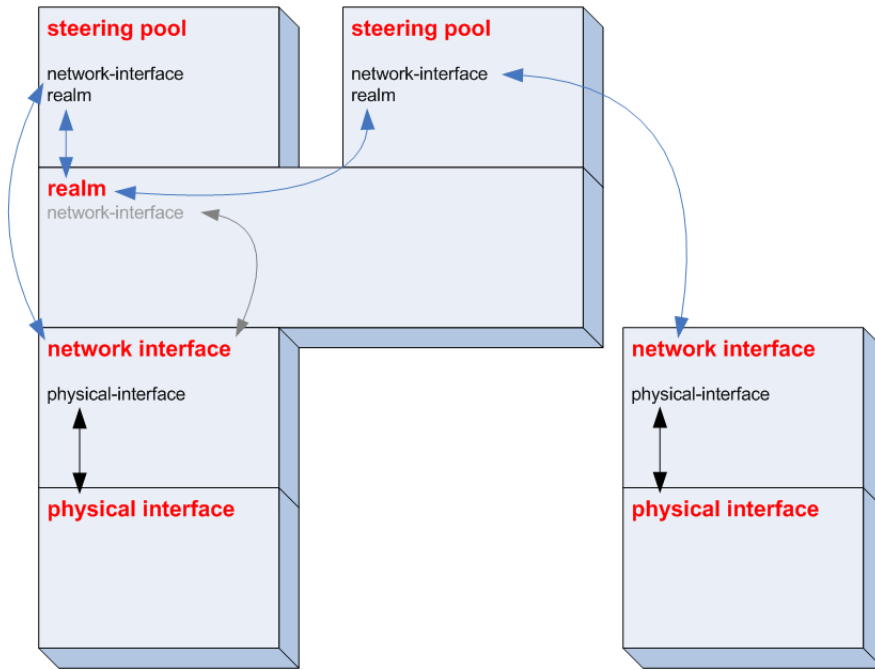 steering pool
network-interface
realm
steering pool
network-interface
realm
realm
network-interface
network interface
physical-interface
physical interface
network interface
physical-interface
physical interface